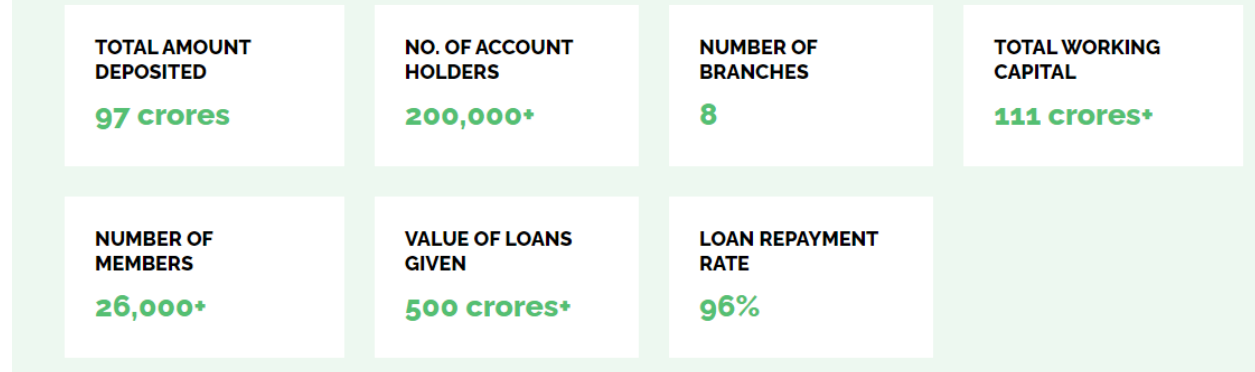 TOTAL AMOUNT
DEPOSITED
97 crores
NO. OF ACCOUNT
HOLDERS
200,000+
NUMBER OF
BRANCHES
8
TOTAL WORKING
CAPITAL
111 crores+
NUMBER OF
MEMBERS
26,000+
VALUE OF LOANS
GIVEN
500 crores+
LOAN REPAYMENT
RATE
96%